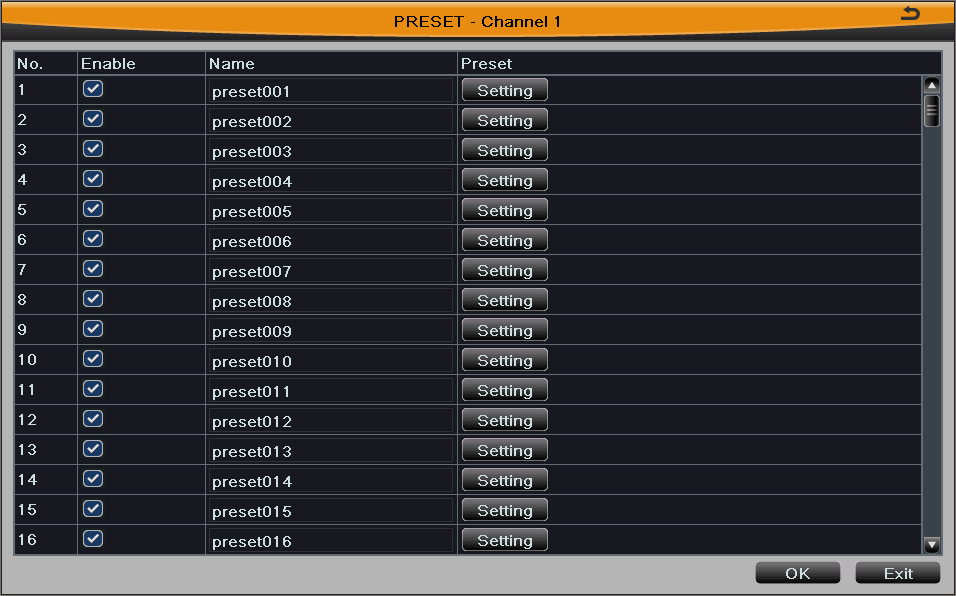 PRESET - Channel 1
No. Enable Name Preset
1 preset001 Setting
2 preset002 Setting
3 preset003 Setting
4 preset004 Setting
5 preset005 Setting
6 preset006 Setting
7 preset007 Setting
8 preset008 Setting
9 preset009 Setting
10 preset010 Setting
11 preset011 Setting
12 preset012 Setting
13 preset013 Setting
14 preset014 Setting
15 preset015 Setting
16 preset016 Setting
OK Exit